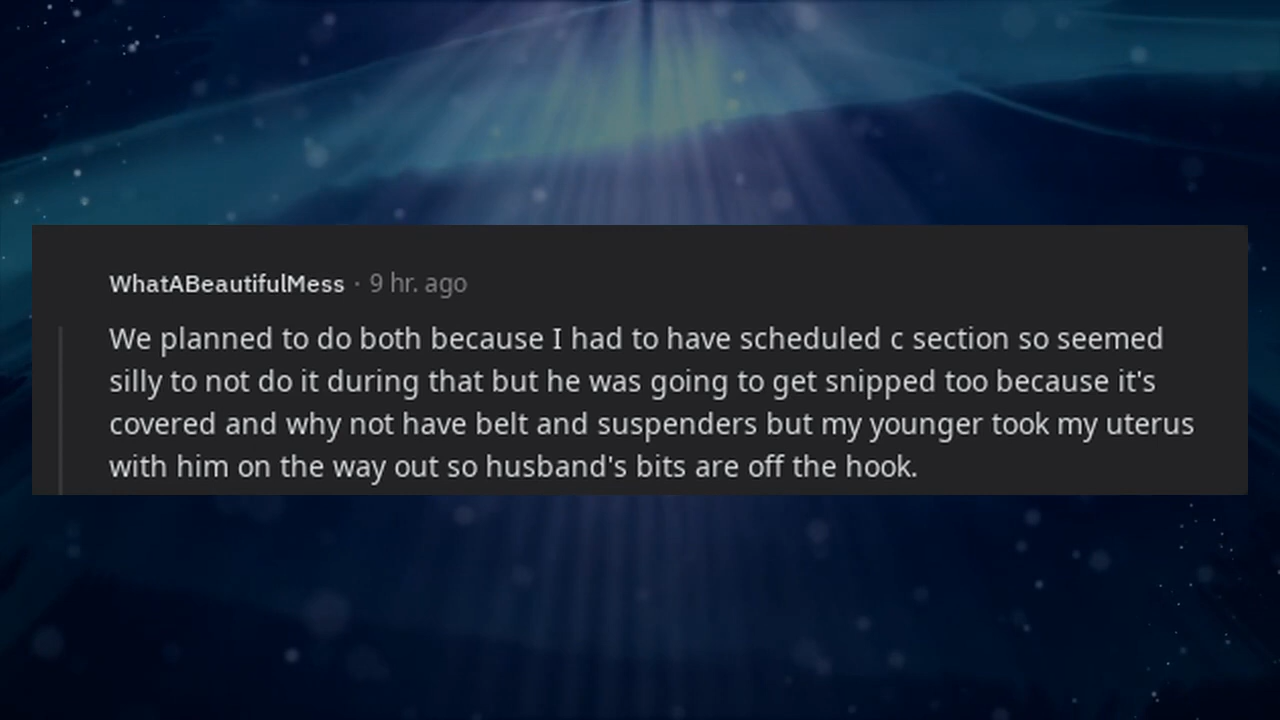 WhatABeautifulMess · 9 hr. ago
We planned to do both because I had to have scheduled c section so seemed
silly to not do it during that but he was going to get snipped too because it's
covered and why not have belt and suspenders but my younger took my uterus
with him on the way out so husband's bits are off the hook.